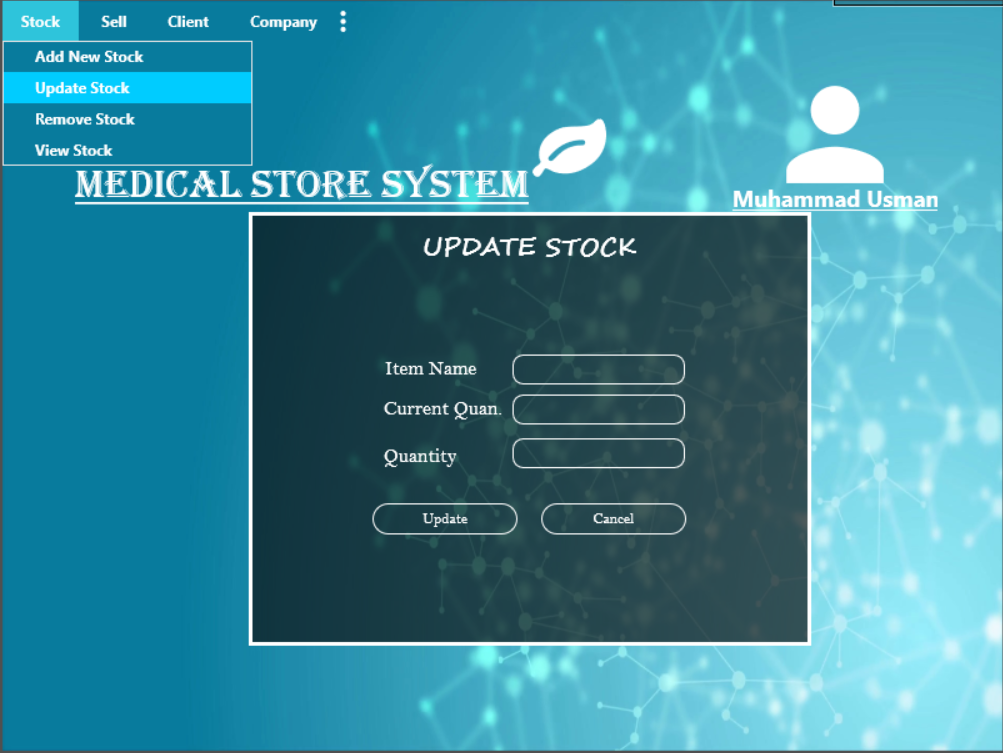 Stock Sell Client Company
Add New Stock
Update Stock
Remove Stock
View Stock
MEDICAL STORE SYSTEM
Muhammad Usman
UPDATE STOCK
Item Name
Current Quan.
Quantity
Update Cancel